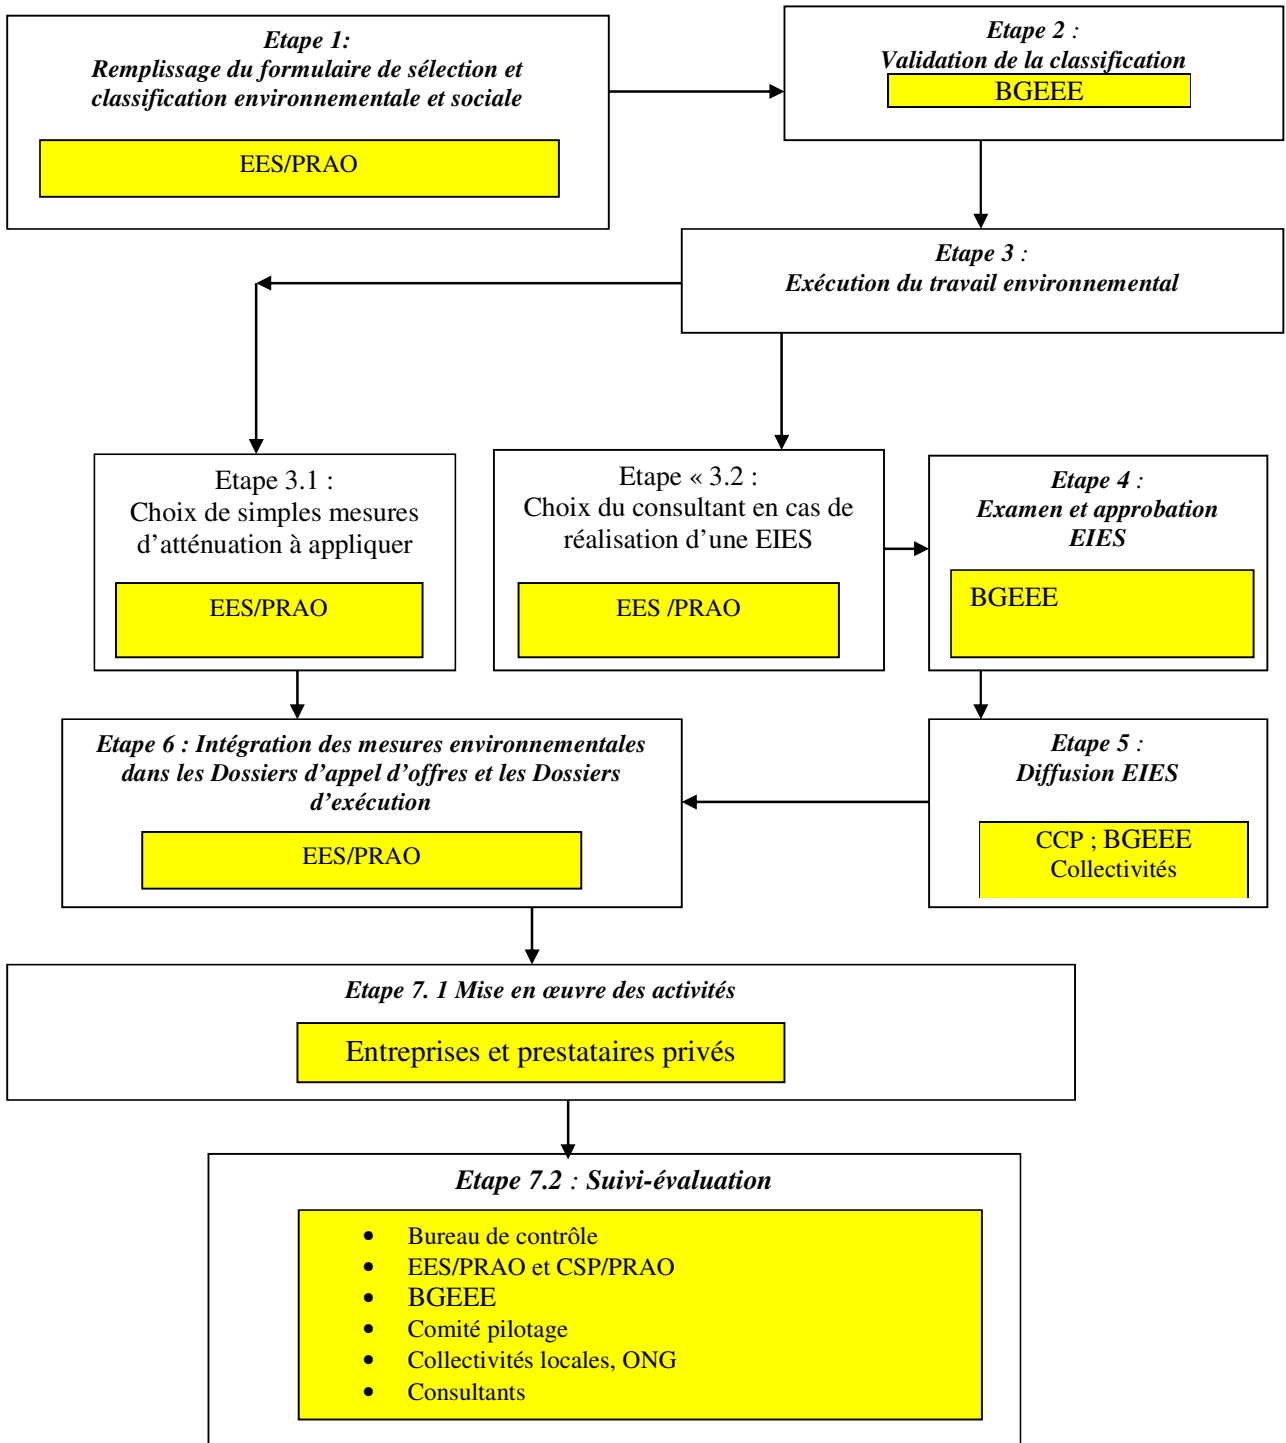 Etape 1:
Remplissage du formulaire de sélection et
classification environnementale et sociale
EES/PRAO
Etape 2 :
Validation de la classification
BGEEE
Etape 3 :
Exécution du travail environnemental
Etape 3.1 :
Choix de simples mesures
d’atténuation à appliquer
EES/PRAO
Etape « 3.2 :
Choix du consultant en cas de
réalisation d’une EIES
EES /PRAO
Etape 4 :
Examen et approbation
EIES
BGEEE
Etape 6 : Intégration des mesures environnementales
dans les Dossiers d’appel d’offres et les Dossiers
d’exécution
EES/PRAO
Etape 5 :
Diffusion EIES
CCP ; BGEEE
Collectivités
Etape 7. 1 Mise en œuvre des activités
Entreprises et prestataires privés
Etape 7.2 : Suivi-évaluation
• Bureau de contrôle
• EES/PRAO et CSP/PRAO
• BGEEE
• Comité pilotage
• Collectivités locales, ONG
• Consultants